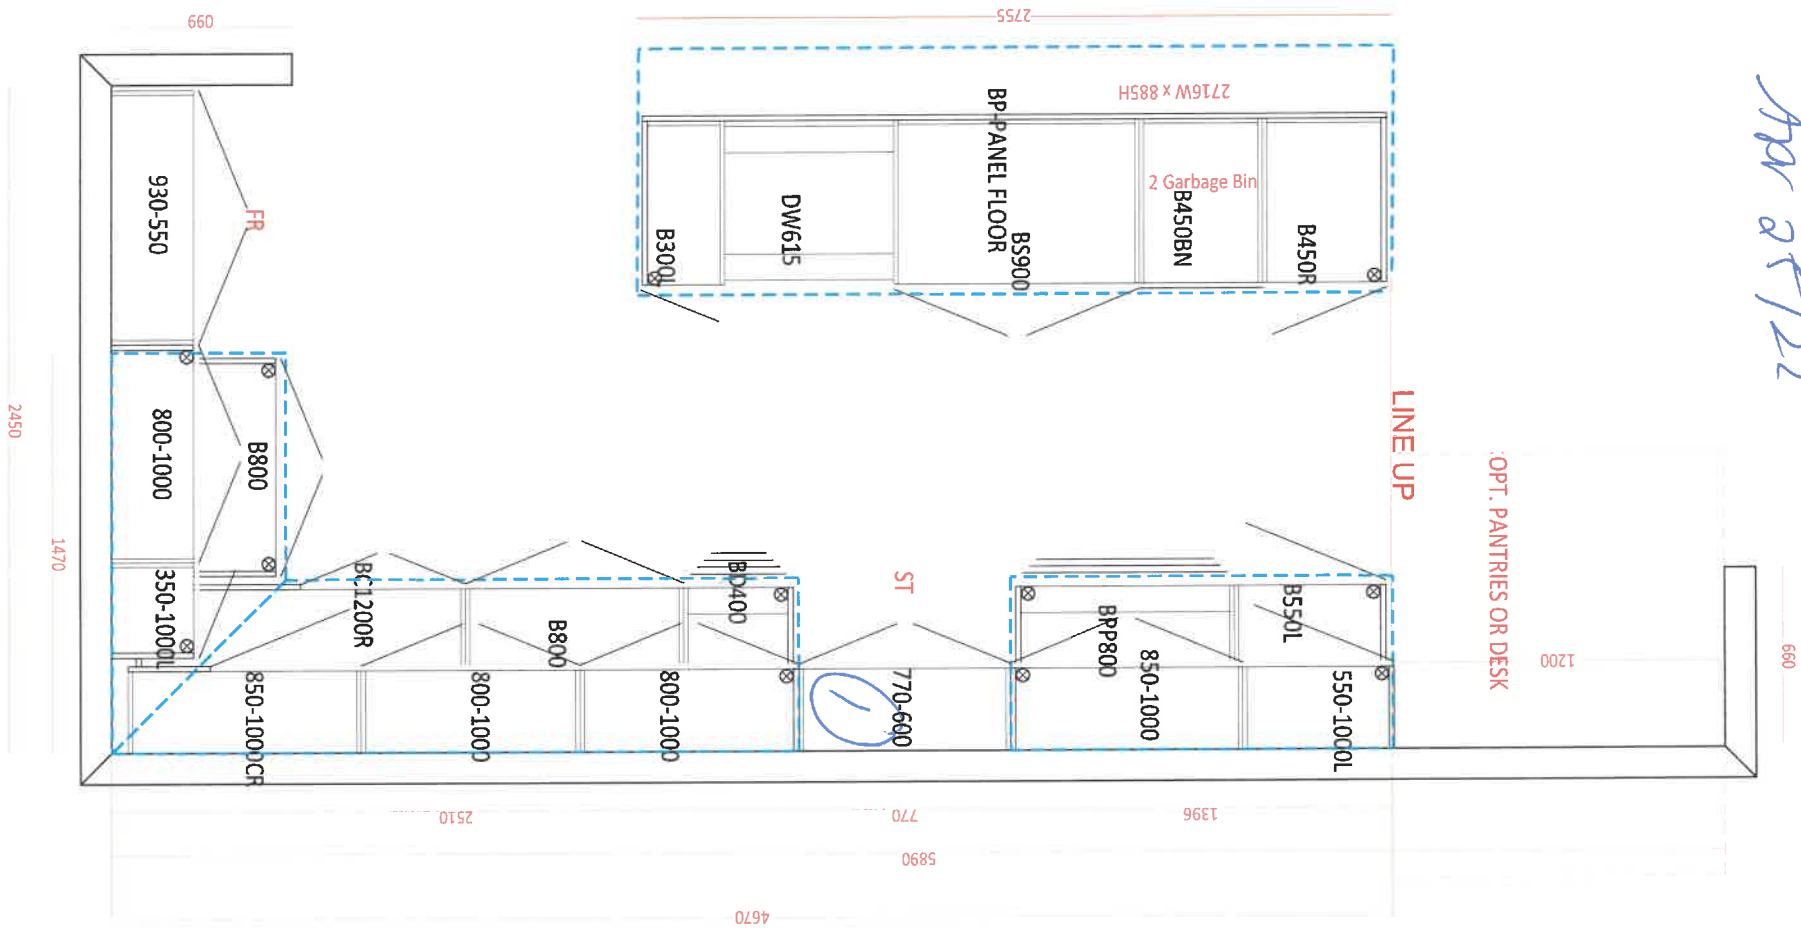 660
2755
2716W x 885H
BP-PANEL FLOOR
2 Garbage Bin
930-550
FR
B300L
DW615
BS900
B450BN
B450R
LINE UP
OPT. PANTRIES OR DESK
2450
1470
800-1000
B800
350-1000L
BC1200R
B800
BD400
ST
BPP800
B550L
1200
660
850-1000CR
800-1000
800-1000
770-600
1
850-1000
550-1000L
2510
770
1396
5890
4670